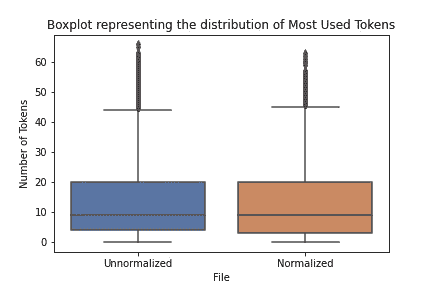 Boxplot representing the distribution of Most Used Tokens
60
50
40
30
20
10
0
Number of Tokens
Unnormalized Normalized
File